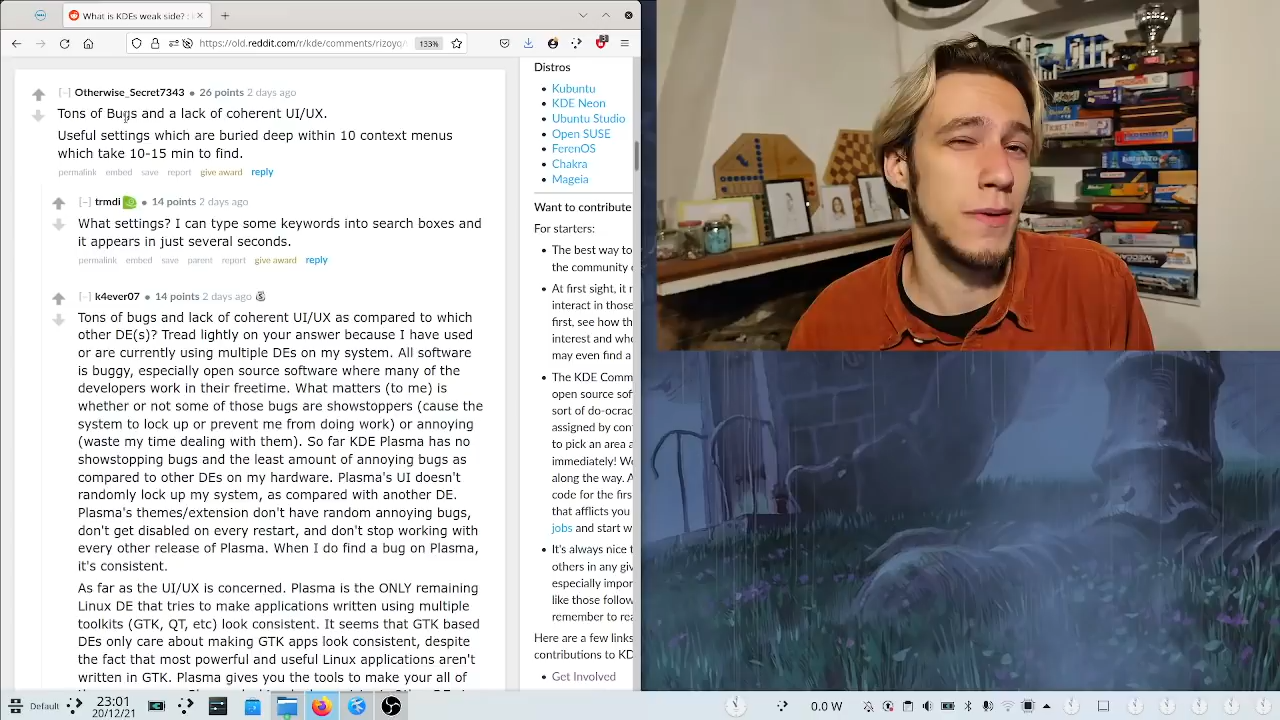 What is KDEs weak side? :
https://old.reddit.com/r/kde/comments/rizoyq/
133%
[–] Otherwise_Secret7343 • 26 points 2 days ago
Tons of Bugs and a lack of coherent UI/UX.
Useful settings which are buried deep within 10 context menus
which take 10-15 min to find.
permalink embed save report give award reply
[–] trmdi • 14 points 2 days ago
What settings? I can type some keywords into search boxes and
it appears in just several seconds.
permalink embed save parent report give award reply
[–] k4ever07 • 14 points 2 days ago
Tons of bugs and lack of coherent UI/UX as compared to which
other DE(s)? Tread lightly on your answer because I have used
or are currently using multiple DEs on my system. All software
is buggy, especially open source software where many of the
developers work in their freetime. What matters (to me) is
whether or not some of those bugs are showstoppers (cause the
system to lock up or prevent me from doing work) or annoying
(waste my time dealing with them). So far KDE Plasma has no
showstopping bugs and the least amount of annoying bugs as
compared to other DEs on my hardware. Plasma's UI doesn't
randomly lock up my system, as compared with another DE.
Plasma's themes/extension don't have random annoying bugs,
don't get disabled on every restart, and don't stop working with
every other release of Plasma. When I do find a bug on Plasma,
it's consistent.
As far as the UI/UX is concerned. Plasma is the ONLY remaining
Linux DE that tries to make applications written using multiple
toolkits (GTK, QT, etc) look consistent. It seems that GTK based
DEs only care about making GTK apps look consistent, despite
the fact that most powerful and useful Linux applications aren't
written in GTK. Plasma gives you the tools to make your all of
Distros
• Kubuntu
• KDE Neon
• Ubuntu Studio
• Open SUSE
• FerenOS
• Chakra
• Mageia
Want to contribute
For starters:
• The best way to
the community
• At first sight, it
interact in those
first, see how th
interest and
may even find a
• The KDE Comm
open source
sort of do-ocra
assigned by
to pick an area
immediately!
along the way.
code for the first
that afflicts you
jobs and start w
• It's always nice
others in any
especially
like those
remember to
Here are a few links
contributions to
• Get Involved
Default
23:01
20/12/21
0.0 W